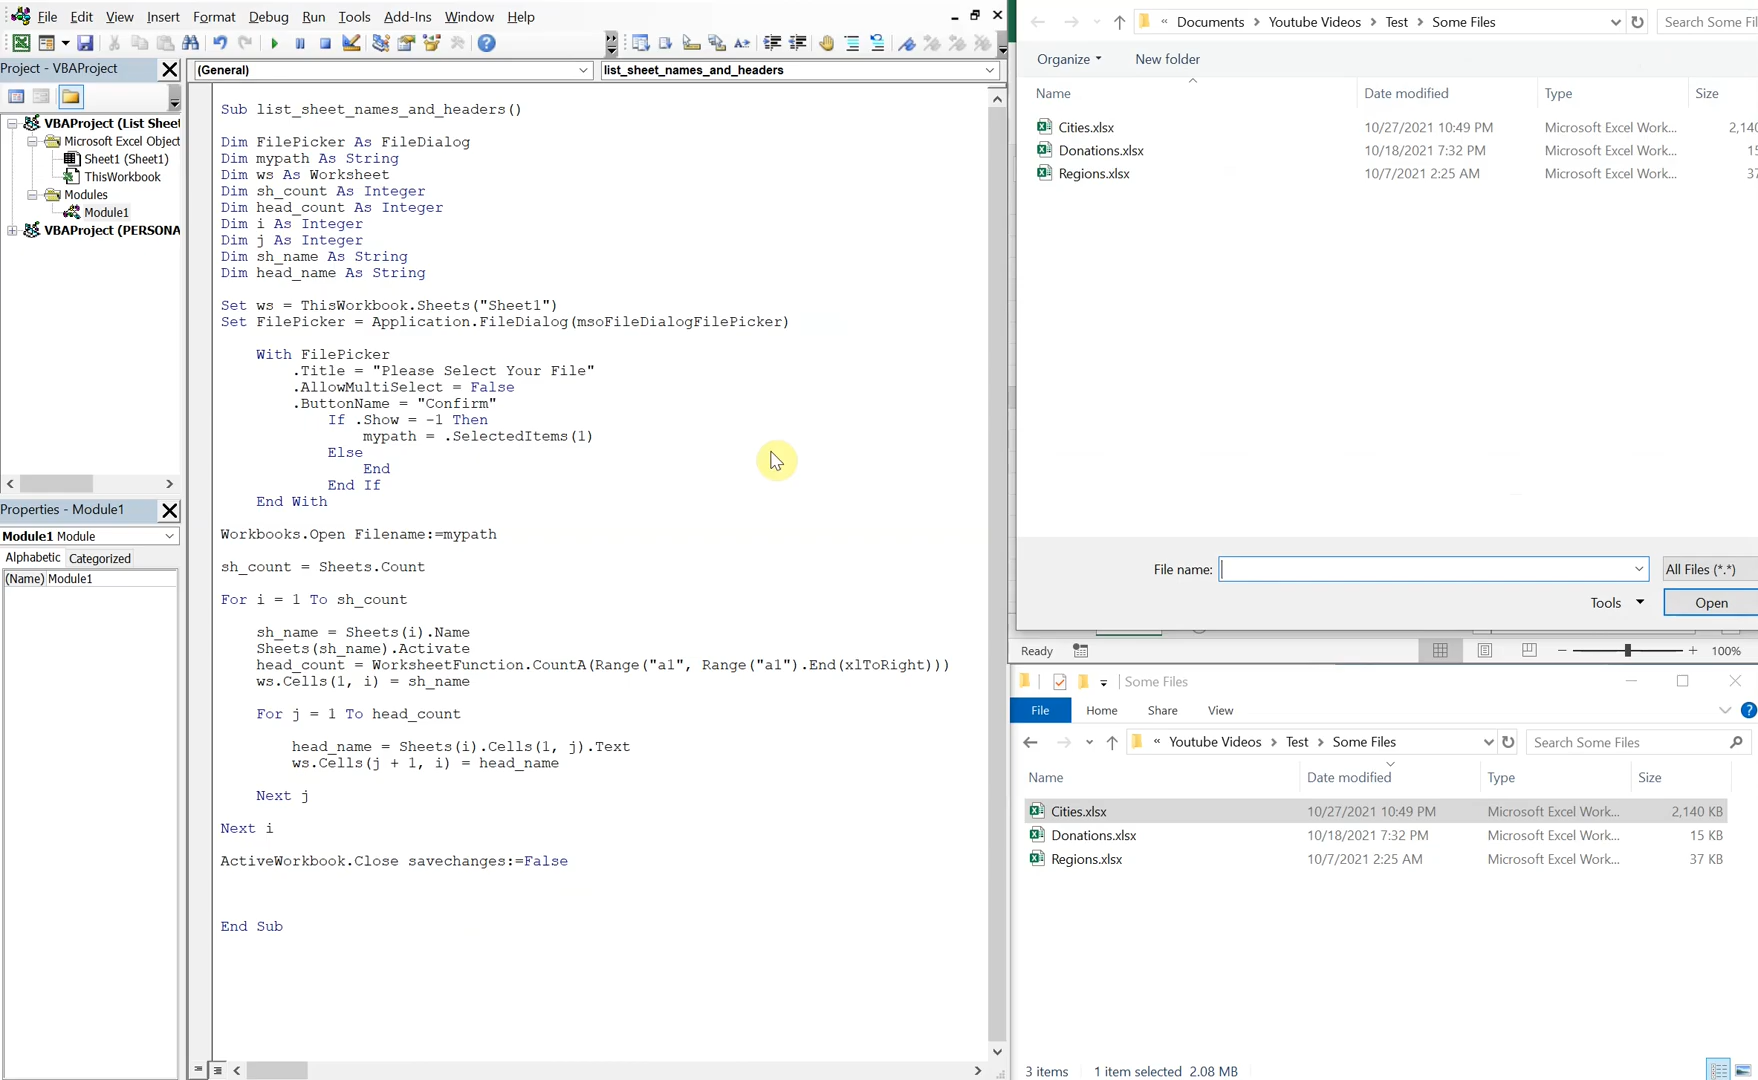 File Edit View Insert Format Debug Run Tools Add-Ins Window Help
Project - VBAProject
VBAProject (List Sheet
Microsoft Excel Object
Sheet1 (Sheet1)
ThisWorkbook
Modules
Module1
VBAProject (PERSONA
Properties - Module1
Module1 Module
Alphabetic Categorized
(Name) Module1
(General) list_sheet_names_and_headers
Sub list_sheet_names_and_headers()
Dim FilePicker As FileDialog
Dim mypath As String
Dim ws As Worksheet
Dim sh_count As Integer
Dim head_count As Integer
Dim i As Integer
Dim j As Integer
Dim sh_name As String
Dim head_name As String
Set ws = ThisWorkbook.Sheets("Sheet1")
Set FilePicker = Application.FileDialog(msoFileDialogFilePicker)
With FilePicker
.Title = "Please Select Your File"
.AllowMultiSelect = False
.ButtonName = "Confirm"
If .Show = -1 Then
mypath = .SelectedItems(1)
Else
End
End If
End With
Workbooks.Open Filename:=mypath
sh_count = Sheets.Count
For i = 1 To sh_count
sh_name = Sheets(i).Name
Sheets(sh_name).Activate
head_count = WorksheetFunction.CountA(Range("a1", Range("a1").End(xlToRight)))
ws.Cells(1, i) = sh_name
For j = 1 To head_count
head_name = Sheets(i).Cells(1, j).Text
ws.Cells(j + 1, i) = head_name
Next j
Next i
ActiveWorkbook.Close savechanges:=False
End Sub
« Documents > Youtube Videos > Test > Some Files Search Some Fi
Organize New folder
Name Date modified Type Size
Cities.xlsx 10/27/2021 10:49 PM Microsoft Excel Work... 2,140
Donations.xlsx 10/18/2021 7:32 PM Microsoft Excel Work... 15
Regions.xlsx 10/7/2021 2:25 AM Microsoft Excel Work... 37
File name: All Files (*.*)
Tools Open
Ready 100%
Some Files
File Home Share View
« Youtube Videos > Test > Some Files Search Some Files
Name Date modified Type Size
Cities.xlsx 10/27/2021 10:49 PM Microsoft Excel Work... 2,140 KB
Donations.xlsx 10/18/2021 7:32 PM Microsoft Excel Work... 15 KB
Regions.xlsx 10/7/2021 2:25 AM Microsoft Excel Work... 37 KB
3 items 1 item selected 2.08 MB